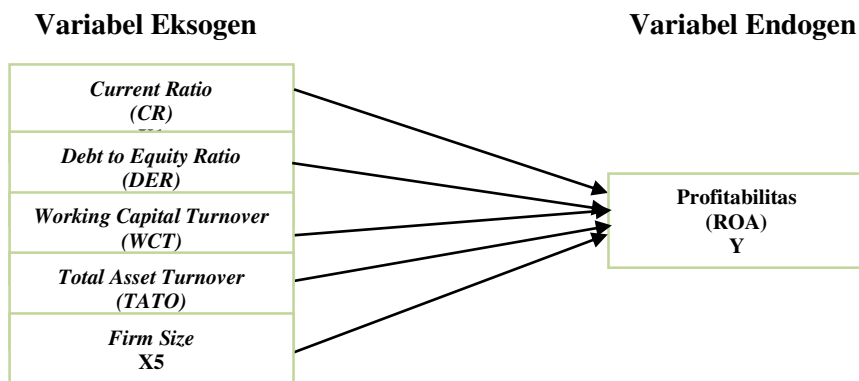 Variabel Eksogen
Variabel Endogen
Current Ratio
(CR)
Debt to Equity Ratio
(DER)
Working Capital Turnover
(WCT)
Total Asset Turnover
(TATO)
Firm Size
X5
Profitabilitas
(ROA)
Y